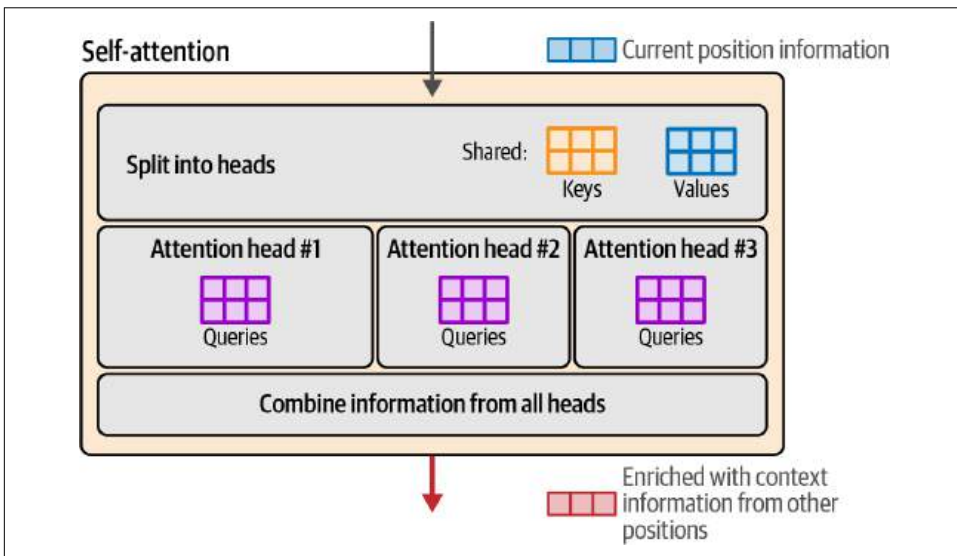 Self-attention
Current position information
Split into heads
Shared:
Keys
Values
Attention head #1
Attention head #2
Attention head #3
Queries
Queries
Queries
Combine information from all heads
Enriched with context
information from other
positions